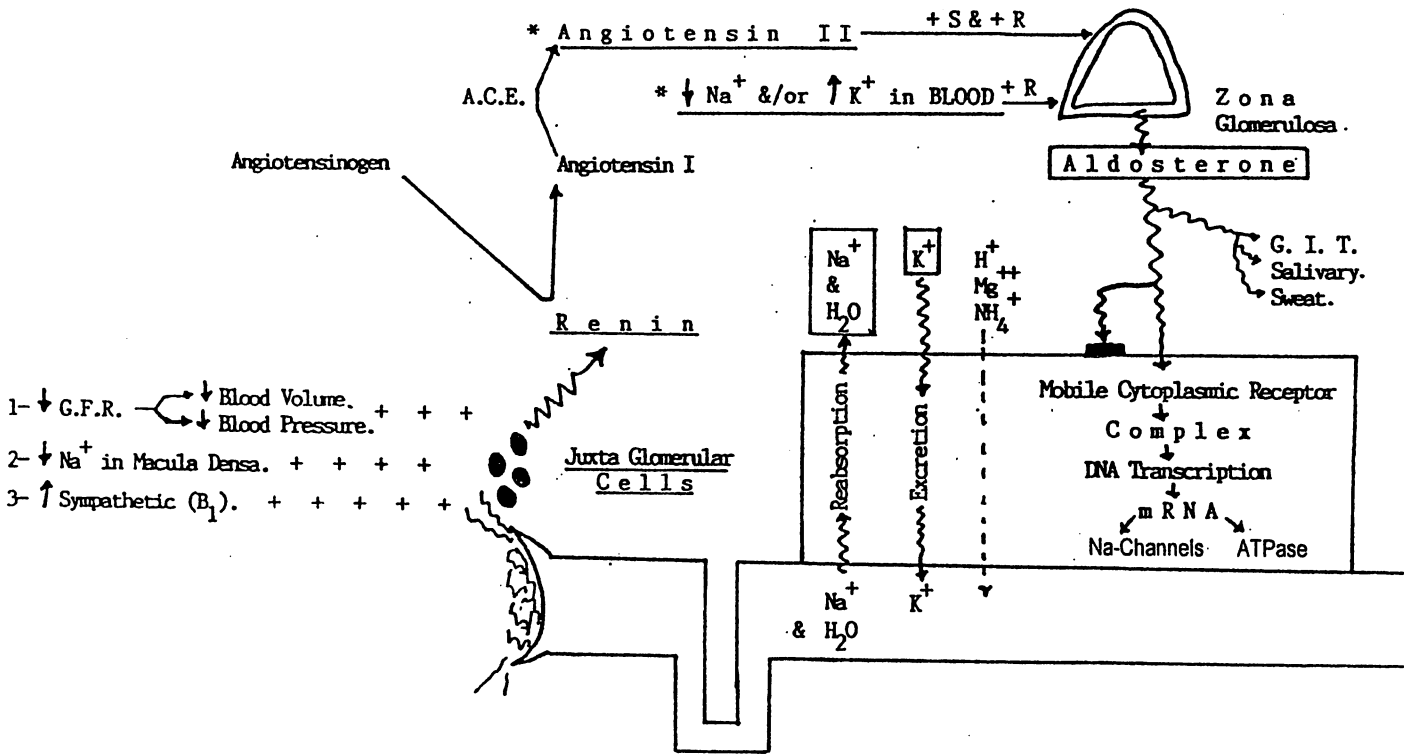 * Angiotensin II + S & + R
* ↓ Na⁺ &/or ↑ K⁺ in BLOOD + R
A.C.E.
Zona
Glomerulosa.
Angiotensinogen
Angiotensin I
Aldosterone
G. I. T.
Salivary.
Sweat.
Na⁺
&
H₂O
K⁺
H⁺
Mg⁺⁺
NH₄⁺
Renin
1- ↓ G.F.R. ↓ Blood Volume. + + +
↓ Blood Pressure.
2- ↓ Na⁺ in Macula Densa. + + + +
3- ↑ Sympathetic (B₁). + + + + +
Juxta Glomerular
Cells
Reabsorption
Excretion
Mobile Cytoplasmic Receptor
Complex
DNA Transcription
mRNA
Na-Channels ATPase
Na⁺
& H₂O
K⁺